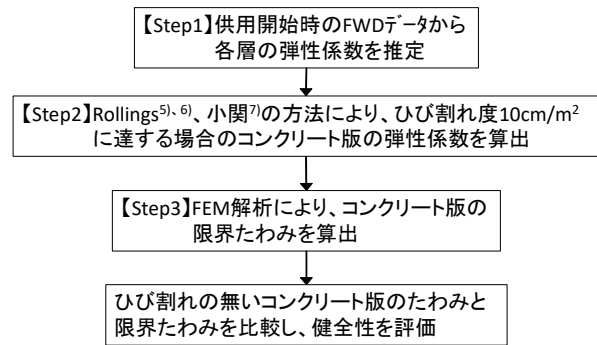 【Step1】供用開始時のFWDﾃﾞｰﾀから
各層の弾性係数を推定
【Step2】Rollings5)、6)、小関7)の方法により、ひび割れ度10cm/m2
に達する場合のコンクリート版の弾性係数を算出
【Step3】FEM解析により、コンクリート版の
限界たわみを算出
ひび割れの無いコンクリート版のたわみと
限界たわみを比較し、健全性を評価